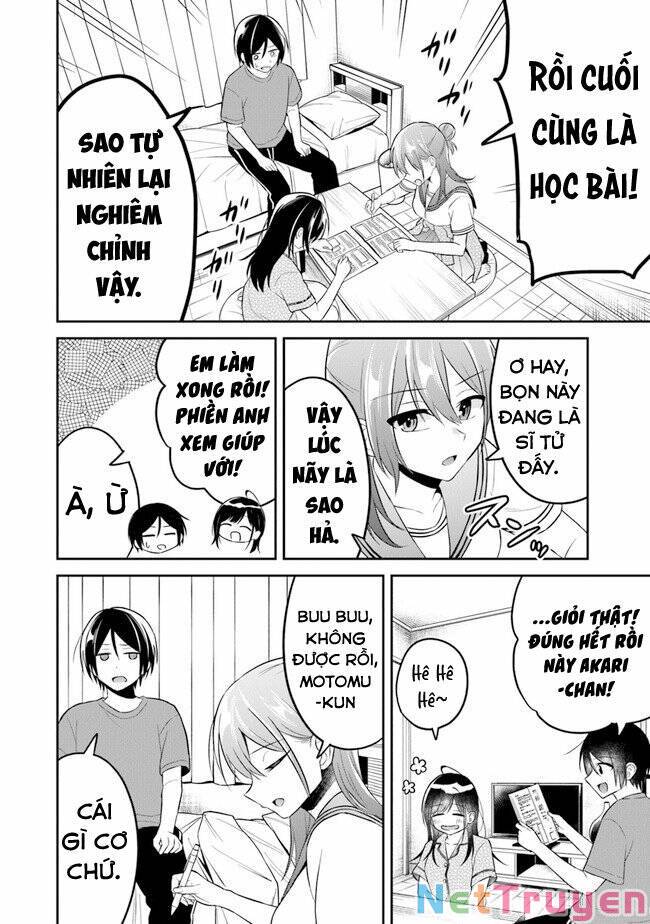 RỒI CUỐI
CÙNG LÀ
HỌC BÀI!
SAO TỰ
NHIÊN LẠI
NGHIÊM
CHỈNH
VẬY.
Ơ HAY,
BỌN NÀY
ĐANG LÀ
SĨ TỬ
ĐẤY.
VẬY
LÚC
NÃY LÀ
SAO
HẢ.
EM LÀM
XONG RỒI!
PHIỀN ANH
XEM GIÚP
VỚI!
À, Ừ
...GIỎI THẬT!
ĐÚNG HẾT RỒI
NÀY AKARI
-CHAN!
HÊ HÊ
HÊ~
BUU BUU,
KHÔNG
ĐƯỢC RỒI,
MOTOMU
-KUN
CÁI
GÌ CƠ
CHỨ.
NetTruyen